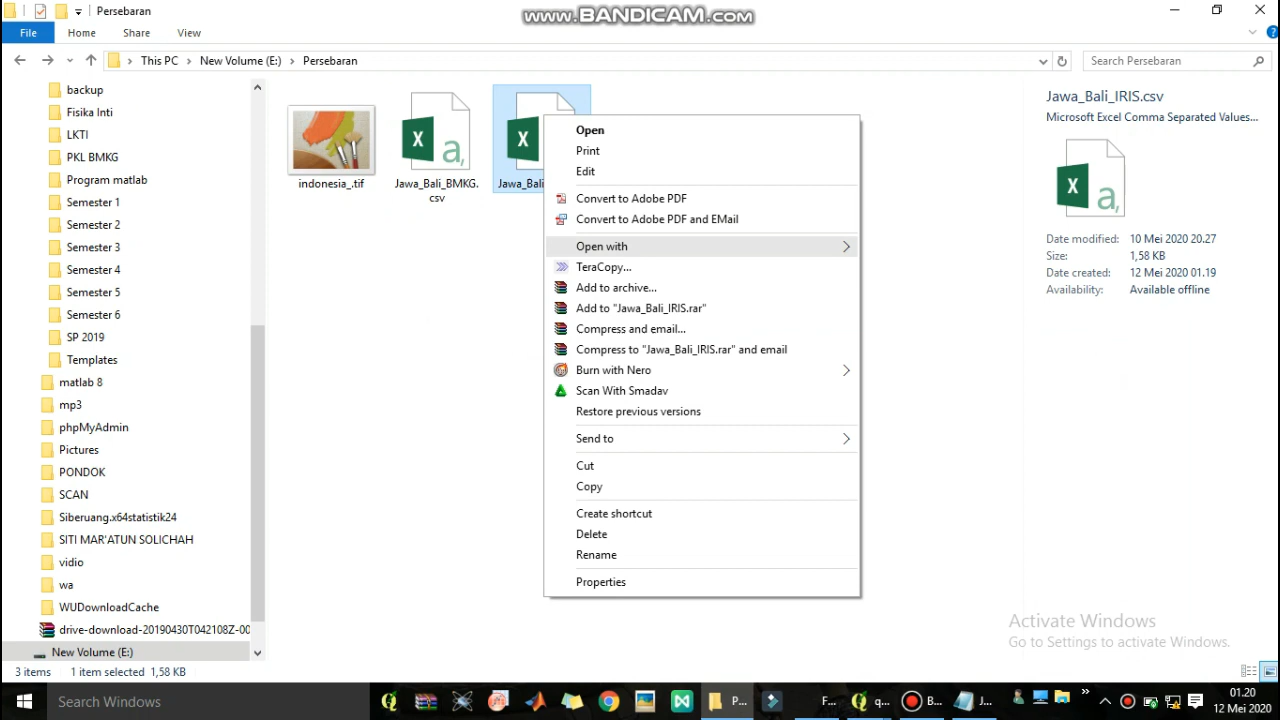 Persebaran
www.BANDICAM.com
File Home Share View
This PC New Volume (E:) Persebaran
Search Persebaran
backup
Fisika Inti
LKTI
PKL BMKG
Program matlab
Semester 1
Semester 2
Semester 3
Semester 4
Semester 5
Semester 6
SP 2019
Templates
matlab 8
mp3
phpMyAdmin
Pictures
PONDOK
SCAN
Siberuang.x64statistik24
SITI MAR'ATUN SOLICHAH
vidio
wa
WUDownloadCache
drive-download-20190430T042108Z-00
New Volume (E:)
indonesia_.tif
Jawa_Bali_BMKG.
csv
Jawa_Bali
Open
Print
Edit
Convert to Adobe PDF
Convert to Adobe PDF and EMail
Open with
TeraCopy...
Add to archive...
Add to "Jawa_Bali_IRIS.rar"
Compress and email...
Compress to "Jawa_Bali_IRIS.rar" and email
Burn with Nero
Scan With Smadav
Restore previous versions
Send to
Cut
Copy
Create shortcut
Delete
Rename
Properties
Jawa_Bali_IRIS.csv
Microsoft Excel Comma Separated Values...
Date modified: 10 Mei 2020 20.27
Size: 1,58 KB
Date created: 12 Mei 2020 01.19
Availability: Available offline
Activate Windows
Go to Settings to activate Windows.
3 items 1 item selected 1,58 KB
Search Windows
P... F... q... B... J...
01.20
12 Mei 2020